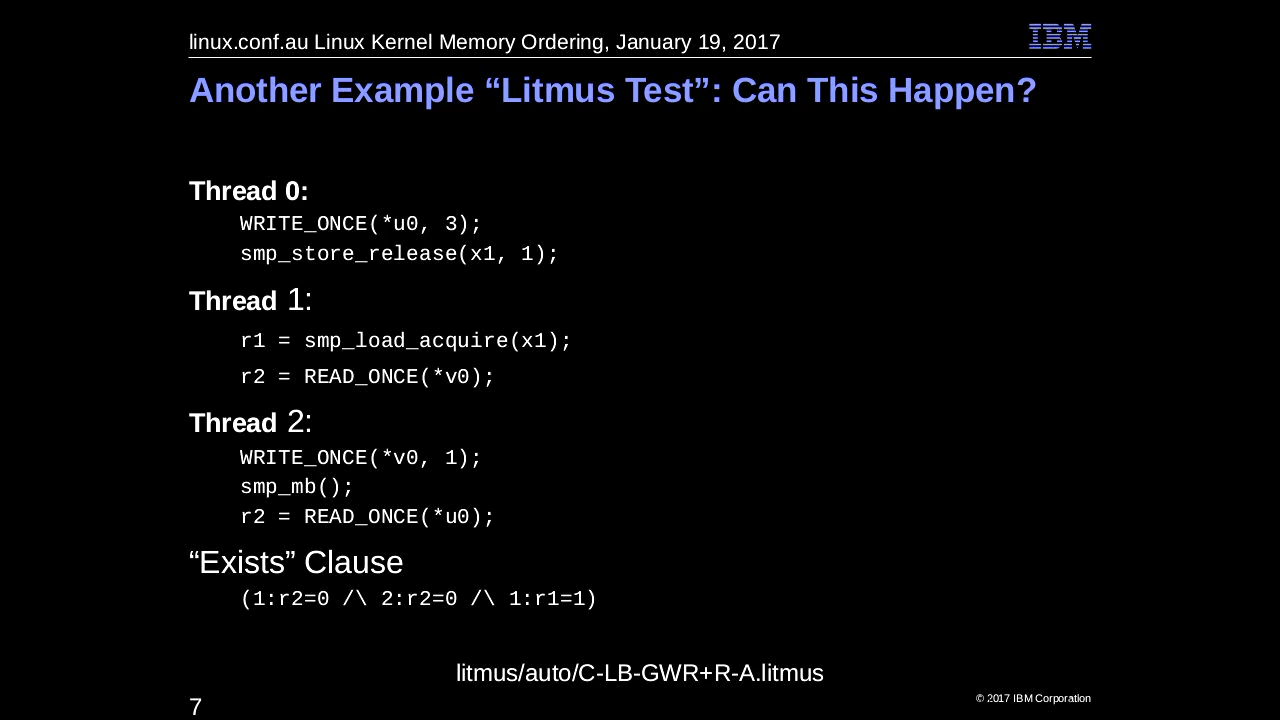 linux.conf.au Linux Kernel Memory Ordering, January 19, 2017
IBM
Another Example “Litmus Test”: Can This Happen?
Thread 0:
WRITE_ONCE(*u0, 3);
smp_store_release(x1, 1);
Thread 1:
r1 = smp_load_acquire(x1);
r2 = READ_ONCE(*v0);
Thread 2:
WRITE_ONCE(*v0, 1);
smp_mb();
r2 = READ_ONCE(*u0);
“Exists” Clause
(1:r2=0 /\ 2:r2=0 /\ 1:r1=1)
litmus/auto/C-LB-GWR+R-A.litmus
7
© 2017 IBM Corporation